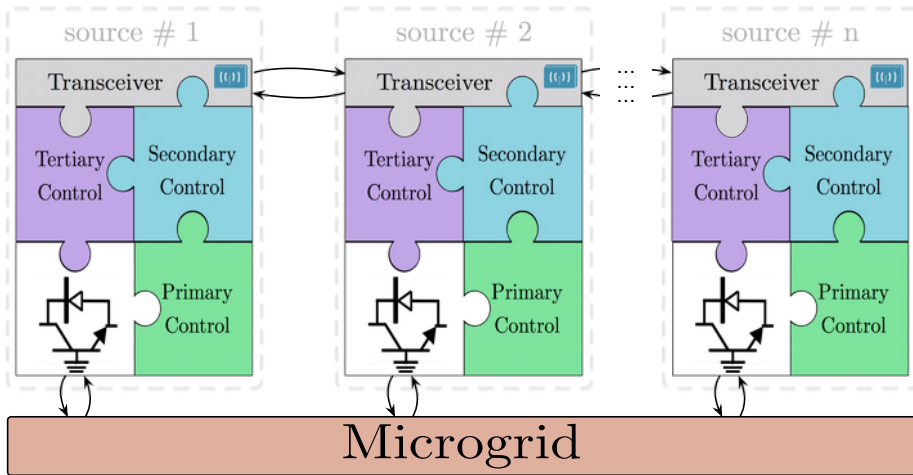 source # 1
source # 2
source # n
Transceiver
Transceiver
...
...
...
Transceiver
Tertiary
Control
Secondary
Control
Tertiary
Control
Secondary
Control
Tertiary
Control
Secondary
Control
Primary
Control
Primary
Control
Primary
Control
Microgrid